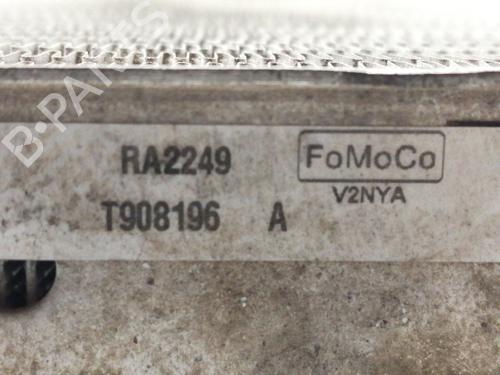 B-PARTS
RA2249
FoMoCo
V2NYA
T908196 A